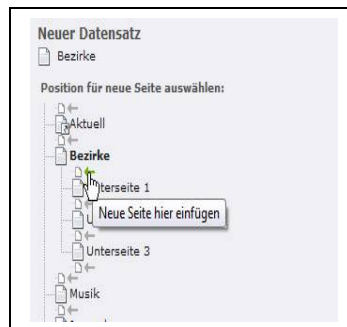 Neuer Datensatz
Bezirke
Position für neue Seite auswählen:
Aktuell
Bezirke
terseite 1
Neue Seite hier einfügen
Unterseite 3
Musik